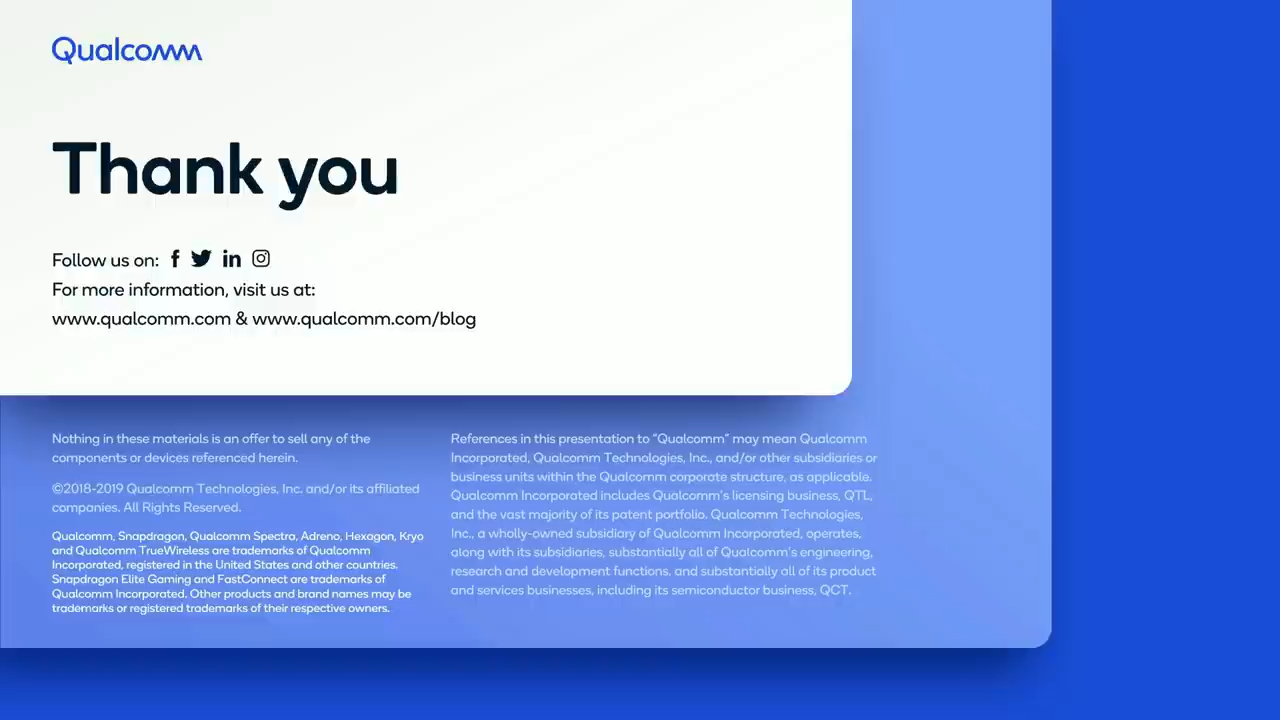 Qualcomm
Thank you
Follow us on:
For more information, visit us at:
www.qualcomm.com & www.qualcomm.com/blog
Nothing in these materials is an offer to sell any of the
components or devices referenced herein.
©2018-2019 Qualcomm Technologies, Inc. and/or its affiliated
companies. All Rights Reserved.
Qualcomm, Snapdragon, Qualcomm Spectra, Adreno, Hexagon, Kryo
and Qualcomm TrueWireless are trademarks of Qualcomm
Incorporated, registered in the United States and other countries.
Snapdragon Elite Gaming and FastConnect are trademarks of
Qualcomm Incorporated. Other products and brand names may be
trademarks or registered trademarks of their respective owners.
References in this presentation to “Qualcomm” may mean Qualcomm
Incorporated, Qualcomm Technologies, Inc., and/or other subsidiaries or
business units within the Qualcomm corporate structure, as applicable.
Qualcomm Incorporated includes Qualcomm’s licensing business, QTL,
and the vast majority of its patent portfolio. Qualcomm Technologies,
Inc., a wholly-owned subsidiary of Qualcomm Incorporated, operates,
along with its subsidiaries, substantially all of Qualcomm’s engineering,
research and development functions, and substantially all of its product
and services businesses, including its semiconductor business, QCT.